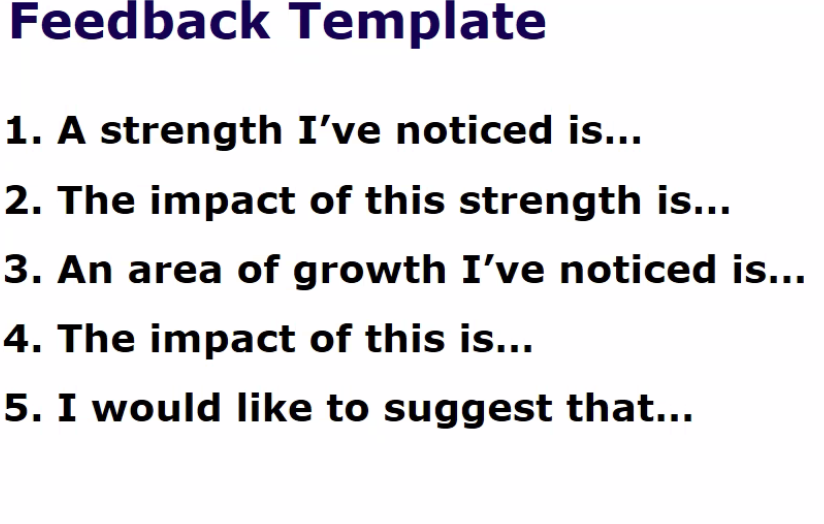 Feedback Template
1. A strength I’ve noticed is...
2. The impact of this strength is...
3. An area of growth I’ve noticed is...
4. The impact of this is...
5. I would like to suggest that...